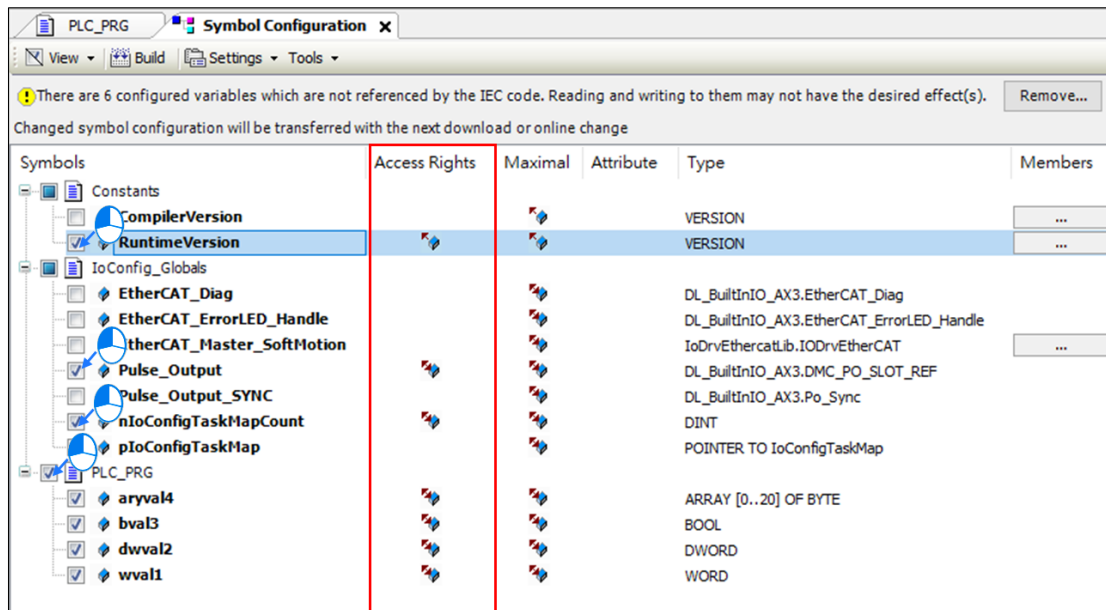 PLC_PRG Symbol Configuration
View Build Settings Tools
There are 6 configured variables which are not referenced by the IEC code. Reading and writing to them may not have the desired effect(s). Remove...
Changed symbol configuration will be transferred with the next download or online change
Symbols Access Rights Maximal Attribute Type Members
Constants
CompilerVersion VERSION ...
RuntimeVersion VERSION ...
IoConfig_Globals
EtherCAT_Diag DL_BuiltInIO_AX3.EtherCAT_Diag
EtherCAT_ErrorLED_Handle DL_BuiltInIO_AX3.EtherCAT_ErrorLED_Handle
EtherCAT_Master_SoftMotion IoDrvEthercatLib.IODrvEtherCAT ...
Pulse_Output DL_BuiltInIO_AX3.DMC_PO_SLOT_REF
Pulse_Output_SYNC DL_BuiltInIO_AX3.Po_Sync
nIoConfigTaskMapCount DINT
pIoConfigTaskMap POINTER TO IoConfigTaskMap
PLC_PRG
aryval4 ARRAY [0..20] OF BYTE
bval3 BOOL
dwval2 DWORD
wval1 WORD